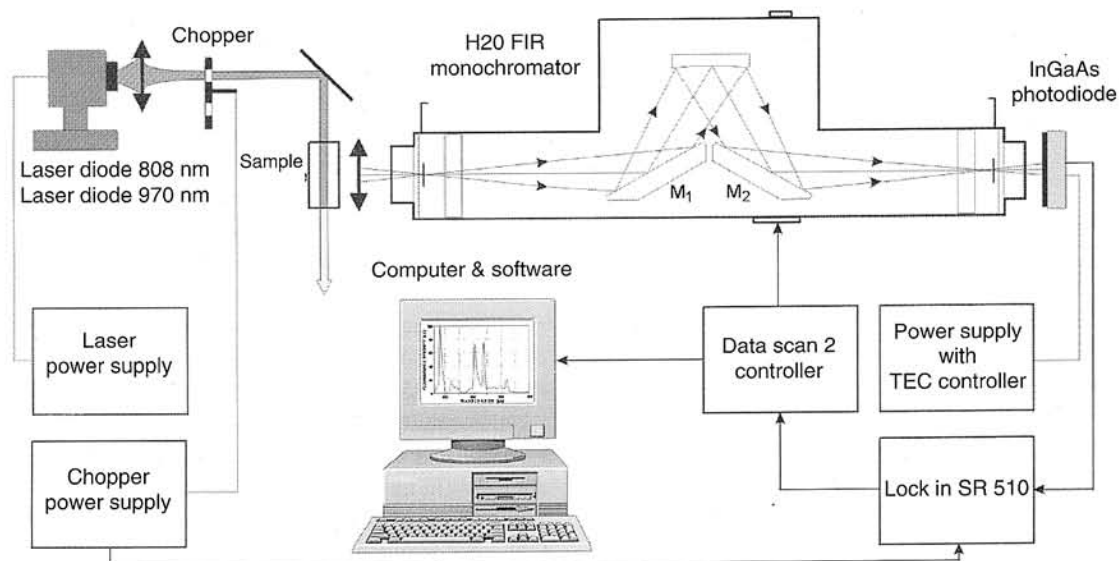 Chopper
H20 FIR
monochromator
InGaAs
photodiode
Laser diode 808 nm
Laser diode 970 nm
Sample
M1
M2
Computer & software
Laser
power supply
Data scan 2
controller
Power supply
with
TEC controller
Chopper
power supply
Lock in SR 510